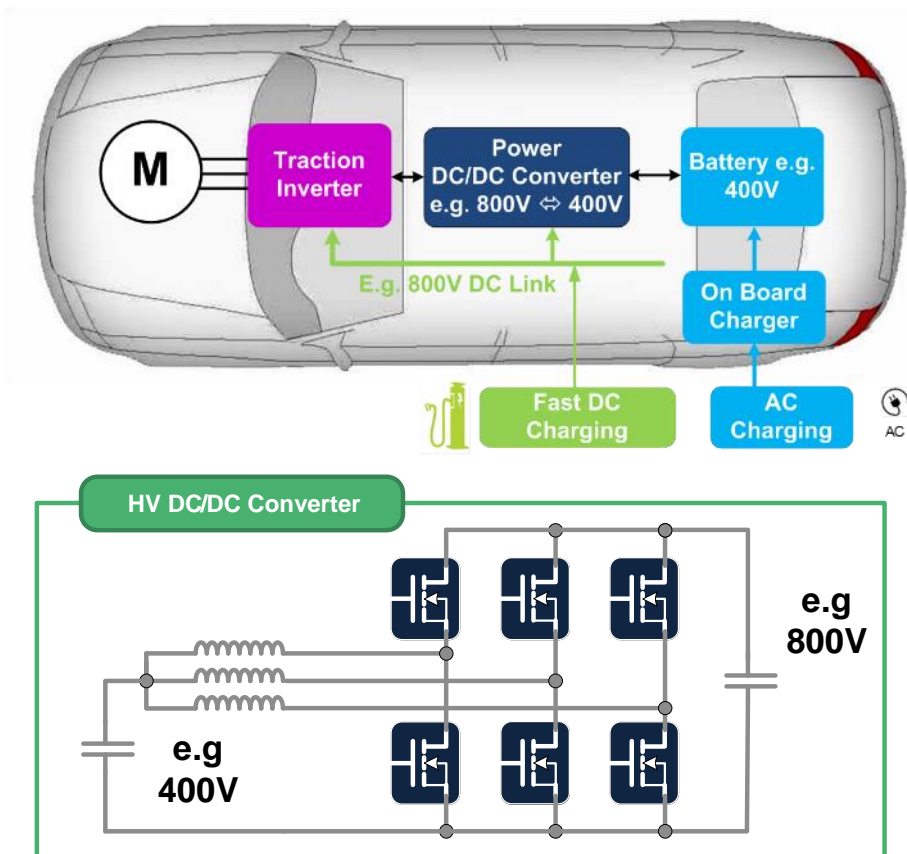 M
Traction
Inverter
Power
DC/DC Converter
e.g. 800V ⇔ 400V
Battery e.g.
400V
E.g. 800V DC Link
On Board
Charger
Fast DC
Charging
AC
Charging
AC
HV DC/DC Converter
e.g
800V
e.g
400V